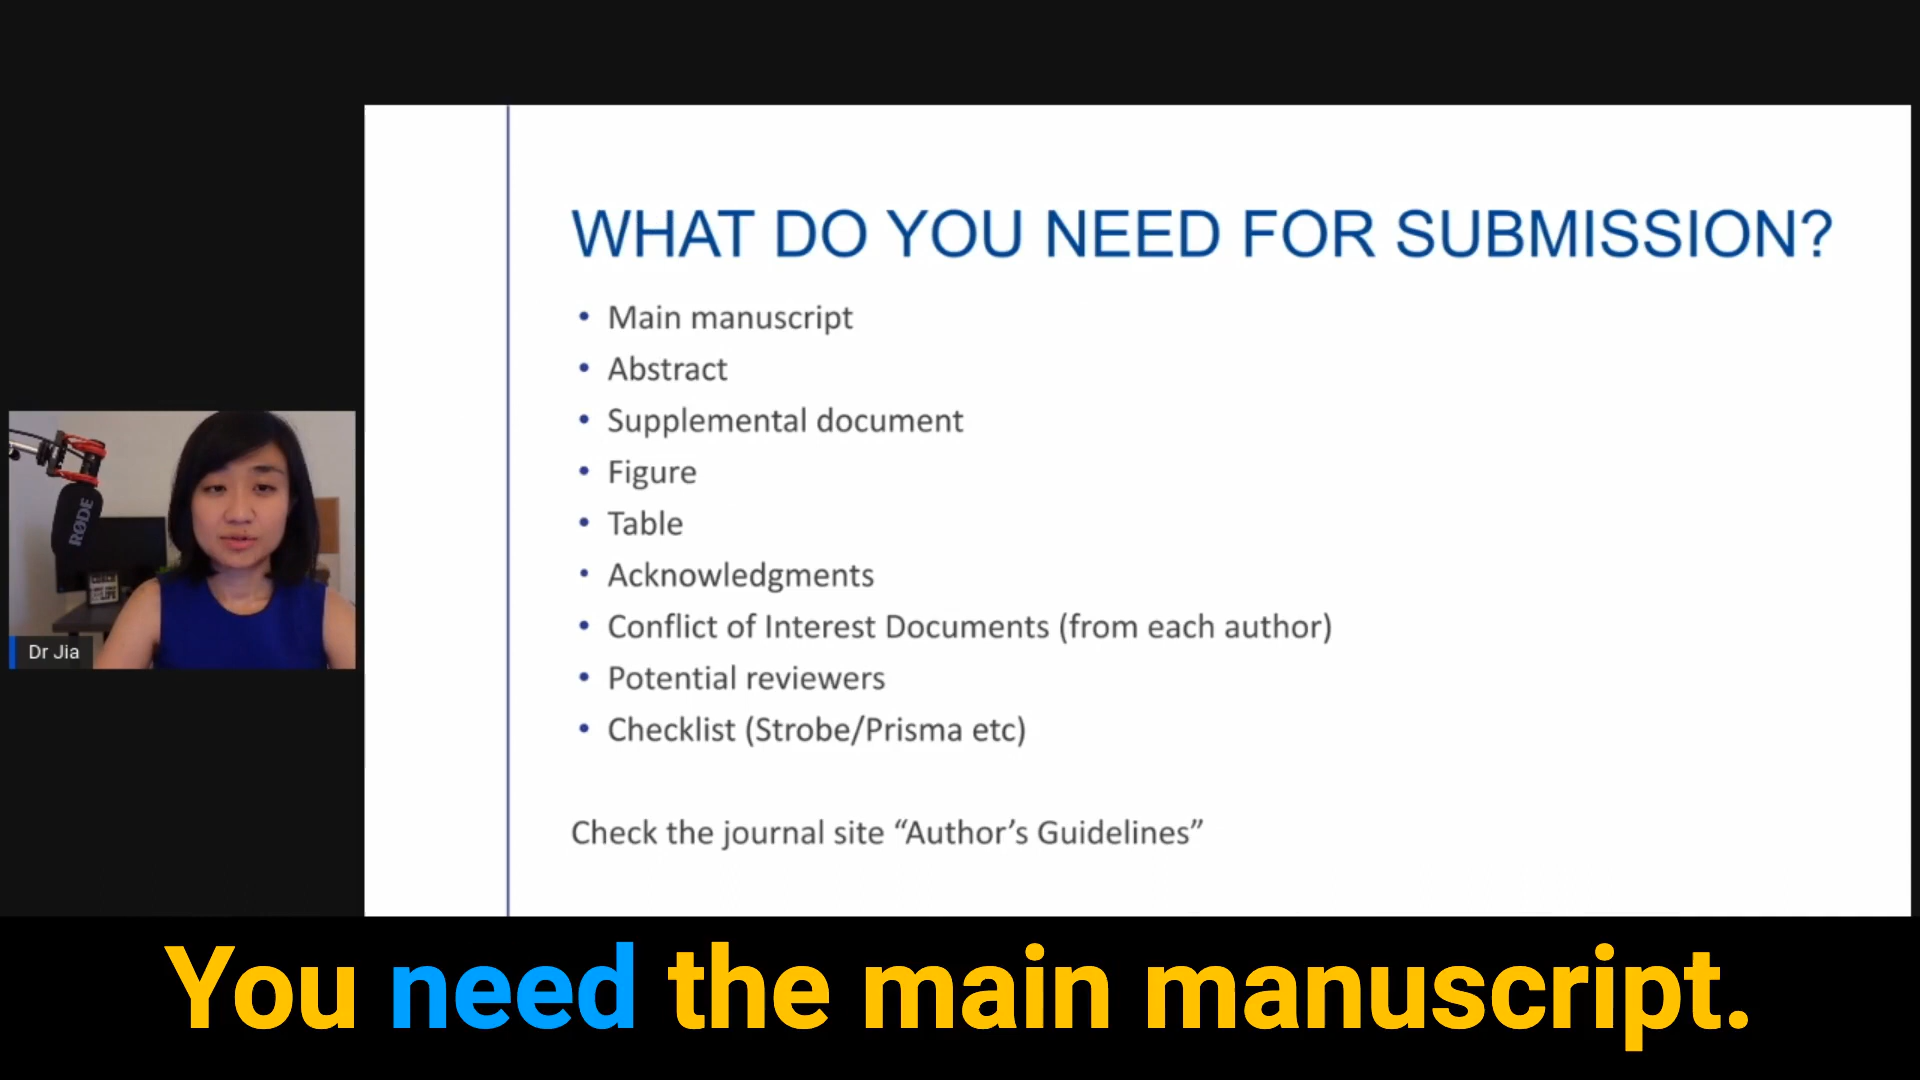 WHAT DO YOU NEED FOR SUBMISSION?
• Main manuscript
• Abstract
• Supplemental document
• Figure
• Table
• Acknowledgments
• Conflict of Interest Documents (from each author)
• Potential reviewers
• Checklist (Strobe/Prisma etc)
Check the journal site “Author’s Guidelines”
RØDE
Dr Jia
You need the main manuscript.